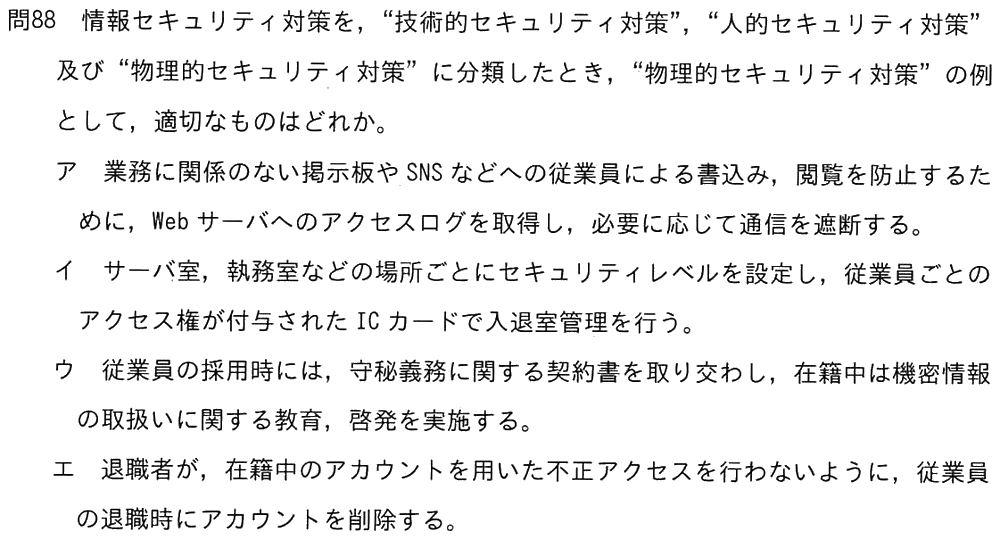 問88 情報セキュリティ対策を，“技術的セキュリティ対策”，“人的セキュリティ対策”
及び“物理的セキュリティ対策”に分類したとき，“物理的セキュリティ対策”の例
として，適切なものはどれか。
ア 業務に関係のない掲示板や SNS などへの従業員による書込み，閲覧を防止するた
めに，Web サーバへのアクセスログを取得し，必要に応じて通信を遮断する。
イ サーバ室，執務室などの場所ごとにセキュリティレベルを設定し，従業員ごとの
アクセス権が付与された IC カードで入退室管理を行う。
ウ 従業員の採用時には，守秘義務に関する契約書を取り交わし，在籍中は機密情報
の取扱いに関する教育，啓発を実施する。
エ 退職者が，在籍中のアカウントを用いた不正アクセスを行わないように，従業員
の退職時にアカウントを削除する。